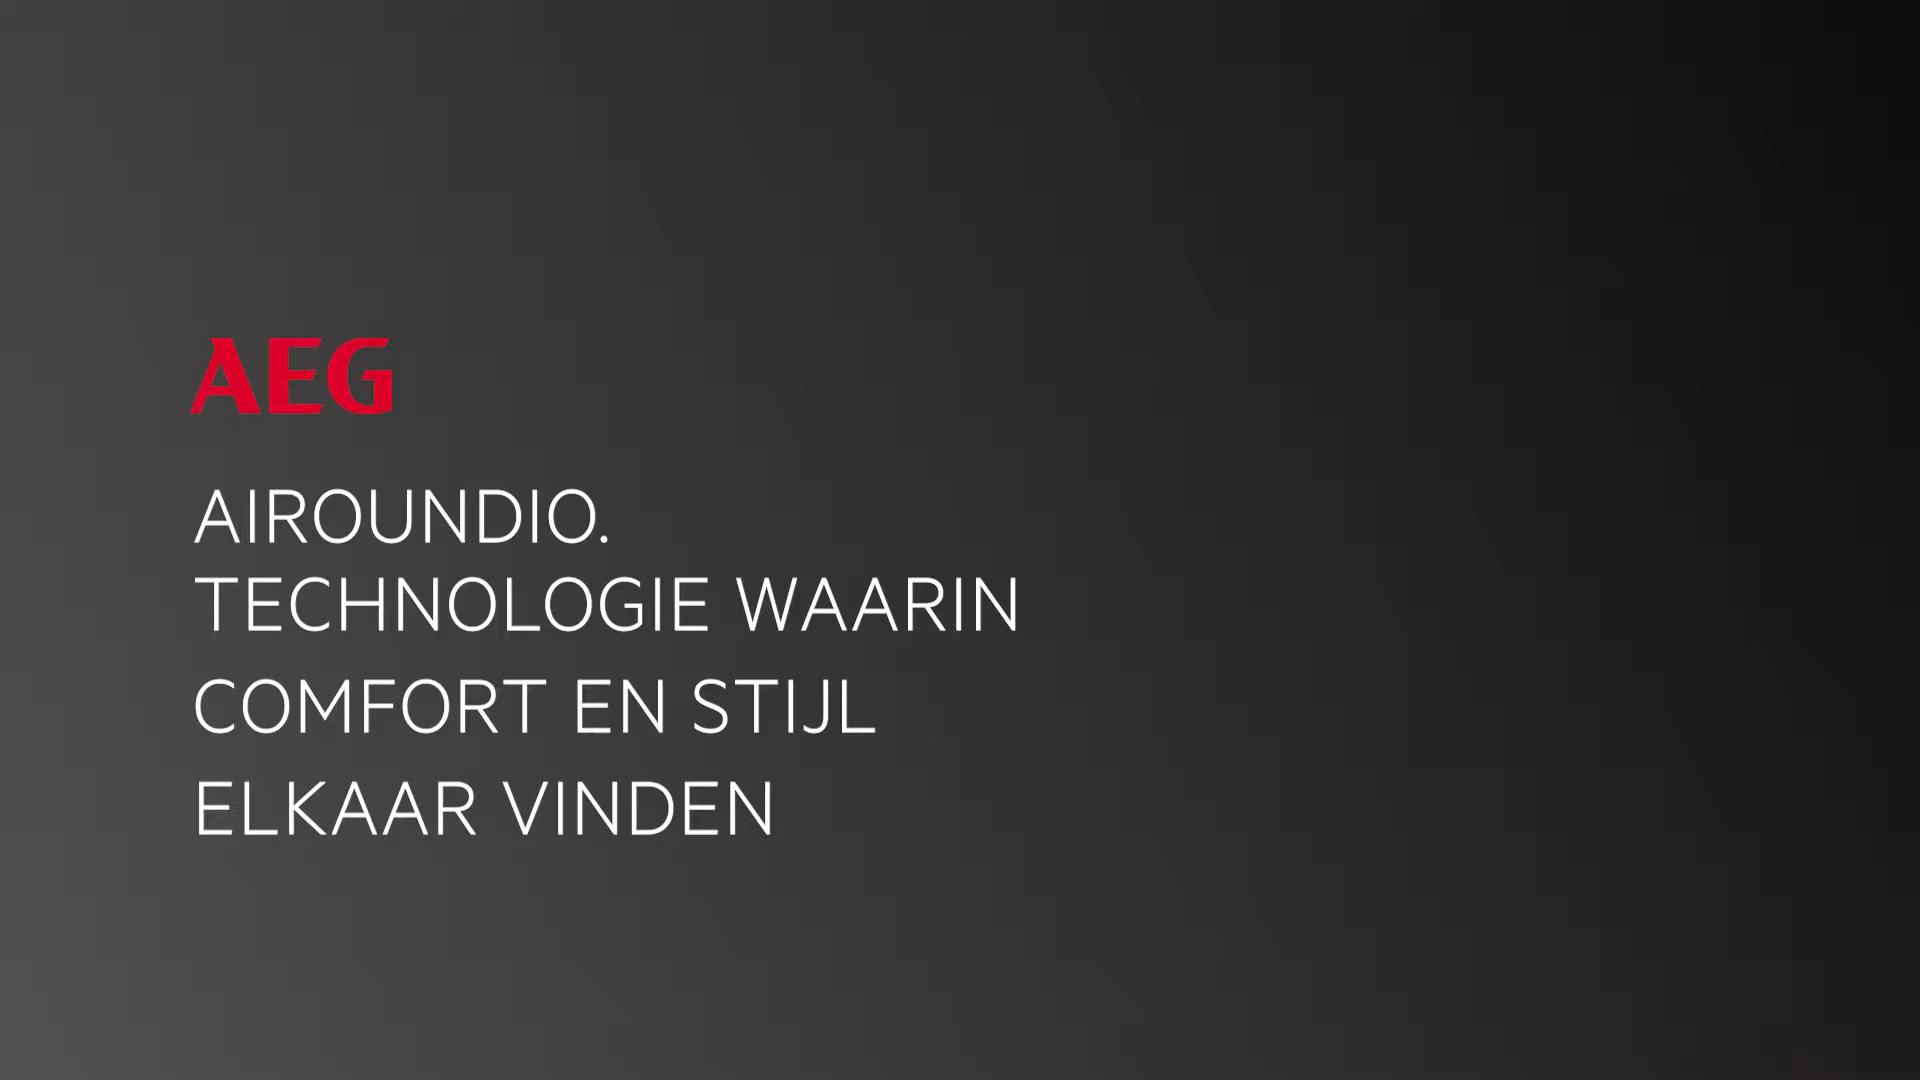 AEG
AIROUNDIO.
TECHNOLOGIE WAARIN
COMFORT EN STIJL
ELKAAR VINDEN